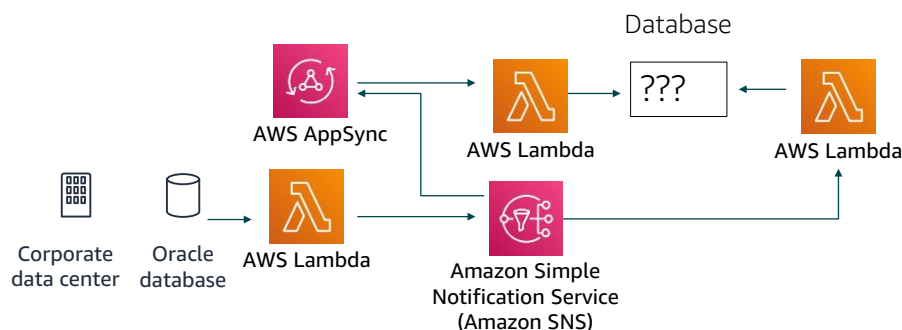 Database
???
AWS AppSync
AWS Lambda
AWS Lambda
Corporate
data center
Oracle
database
AWS Lambda
Amazon Simple
Notification Service
(Amazon SNS)